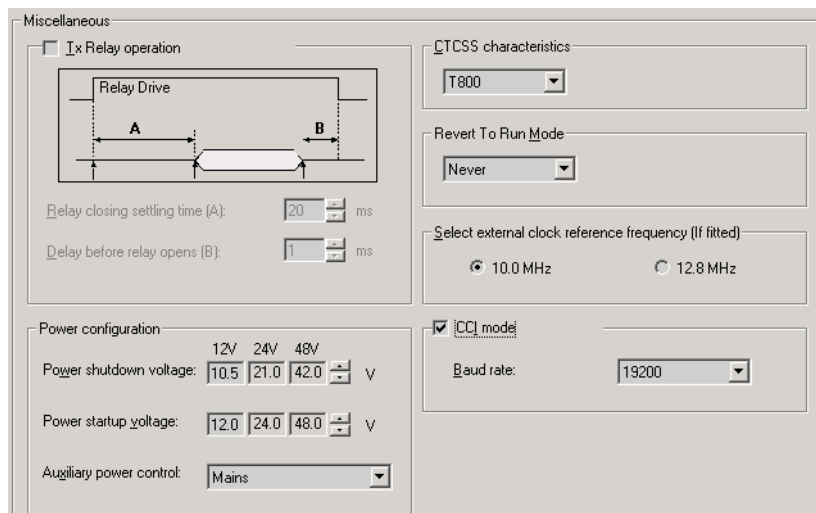 Miscellaneous
Tx Relay operation
Relay Drive
A
B
Relay closing settling time (A): 20 ms
Delay before relay opens (B): 1 ms
Power configuration
12V 24V 48V
Power shutdown voltage: 10.5 21.0 42.0 V
Power startup voltage: 12.0 24.0 48.0 V
Auxiliary power control: Mains
CTCSS characteristics
T800
Revert To Run Mode
Never
Select external clock reference frequency (If fitted)
10.0 MHz 12.8 MHz
CCI mode
Baud rate: 19200